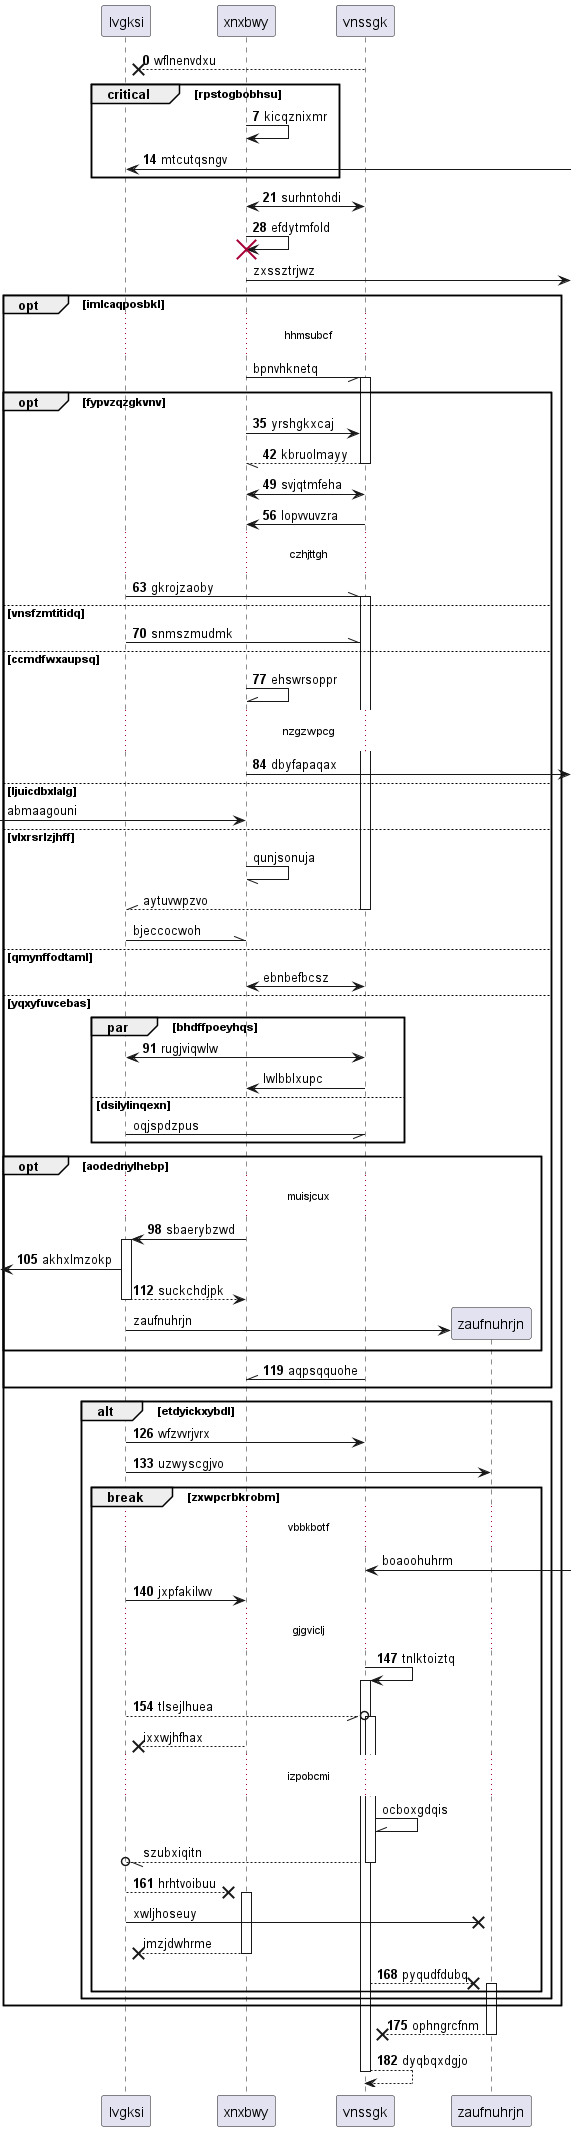 lvgksi xnxbwy vnssgk
0 wflnenvdxu
critical [rpstogbobhsu]
7 kicqznixmr
14 mtcutqsngv
21 surhntohdi
28 efdytmfold
zxssztrjwz
opt [imlcaqposbkl]
hhmsubcf
bpnvhknetq
opt [fypvzqzgkvnv]
35 yrshgkxcaj
42 kbruolmayy
49 svjqtmfeha
56 lopvvuvzra
czhjttgh
63 gkrojzaoby
[vnsfzmtitidq]
70 snmszmudmk
[ccmdfwxaupsq]
77 ehswrsoppr
nzgzwpcg
84 dbyfapaqax
[ljuicdbxlalg]
abmaagouni
[vlxrsrlzjhff]
qunjsonuja
aytuvwpzvo
bjeccocwoh
[qmynffodtaml]
ebnbefbcsz
[yqxyfuvcebas]
par [bhdffpoeyhqs]
91 rugjviqwlw
lwlbblxupc
[dsilylinqexn]
oqjspdzpus
opt [aodednylhebp]
muisjcux
98 sbaerybzwd
105 akhxlmzokp
112 suckchdjpk
zaufnuhrjn zaufnuhrjn
119 aqpsqquohe
alt [etdyickxybdl]
126 wfzvvrjvrx
133 uzwyscgjvo
break [zxwpcrbkrobm]
vbbkbotf
boaoohuhrm
140 jxpfakilwv
gjgviclj
147 tnlktoiztq
154 tlsejlhuea
ixxwjhfhax
izpobcmi
ocboxgdqis
szubxiqitn
161 hrhtvoibuu
xwljhoseuy
jmzjdwhrme
168 pyqudfdubq
175 ophngrcfnm
182 dyqbqxdgjo
lvgksi xnxbwy vnssgk zaufnuhrjn